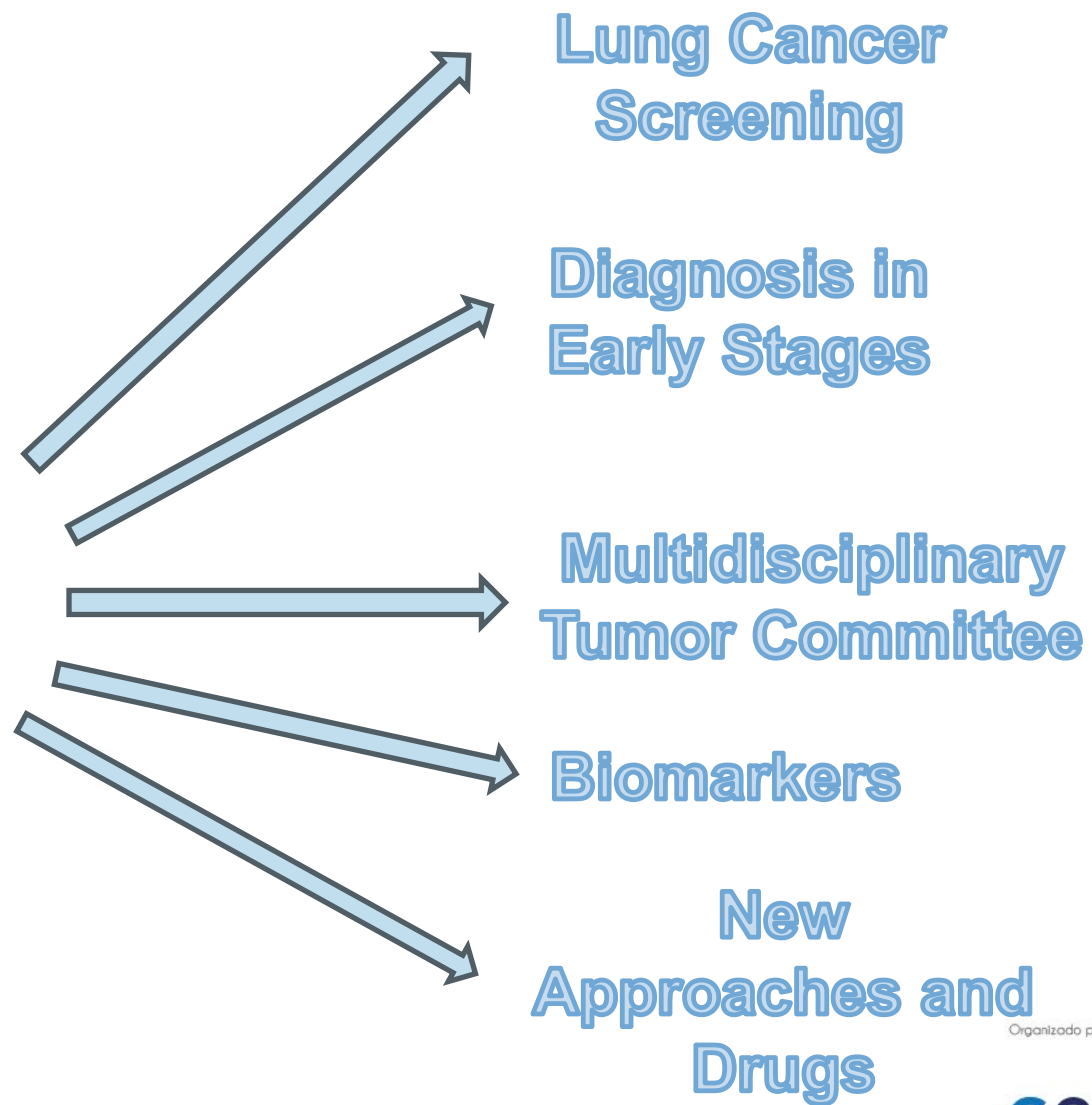 Lung Cancer
Screening
Diagnosis in
Early Stages
Multidisciplinary
Tumor Committee
Biomarkers
New
Approaches and
Drugs
Organizado p